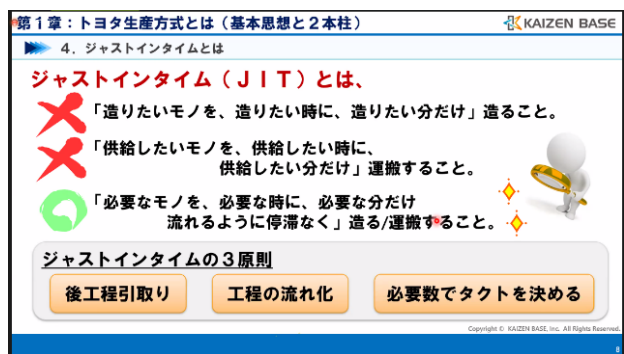 第1章：トヨタ生産方式とは（基本思想と2本柱）
KAIZEN BASE
4．ジャストインタイムとは
ジャストインタイム（JIT）とは、
「造りたいモノを、造りたい時に、造りたい分だけ」造ること。
「供給したいモノを、供給したい時に、
供給したい分だけ」運搬すること。
「必要なモノを、必要な時に、必要な分だけ
流れるように停滞なく」造る/運搬すること。
ジャストインタイムの3原則
後工程引取り
工程の流れ化
必要数でタクトを決める
Copyright © KAIZEN BASE, Inc. All Rights Reserved.
8